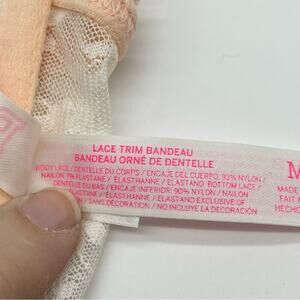 LACE TRIM BANDEAU
BANDEAU ORNÉ DE DENTELLE
BODY LACE / DENTELLE DU CORPS / ENCAJE DEL CUERPO; 93% NYLON /
NAILON 7% ELASTANE / ÉLASTHANNE / ELASTANO BOTTOM LACE /
DENTELLE DU BAS / ENCAJE INFERIOR: 90% NYLON / NAILON
ELASTANE / ÉLASTHANNE / ELASTANO EXCLUSIVE OF
/ SANS DÉCORATION / NO INCLUYE LA DECORACIÓN
M
MADE
FAIT A
HECHO